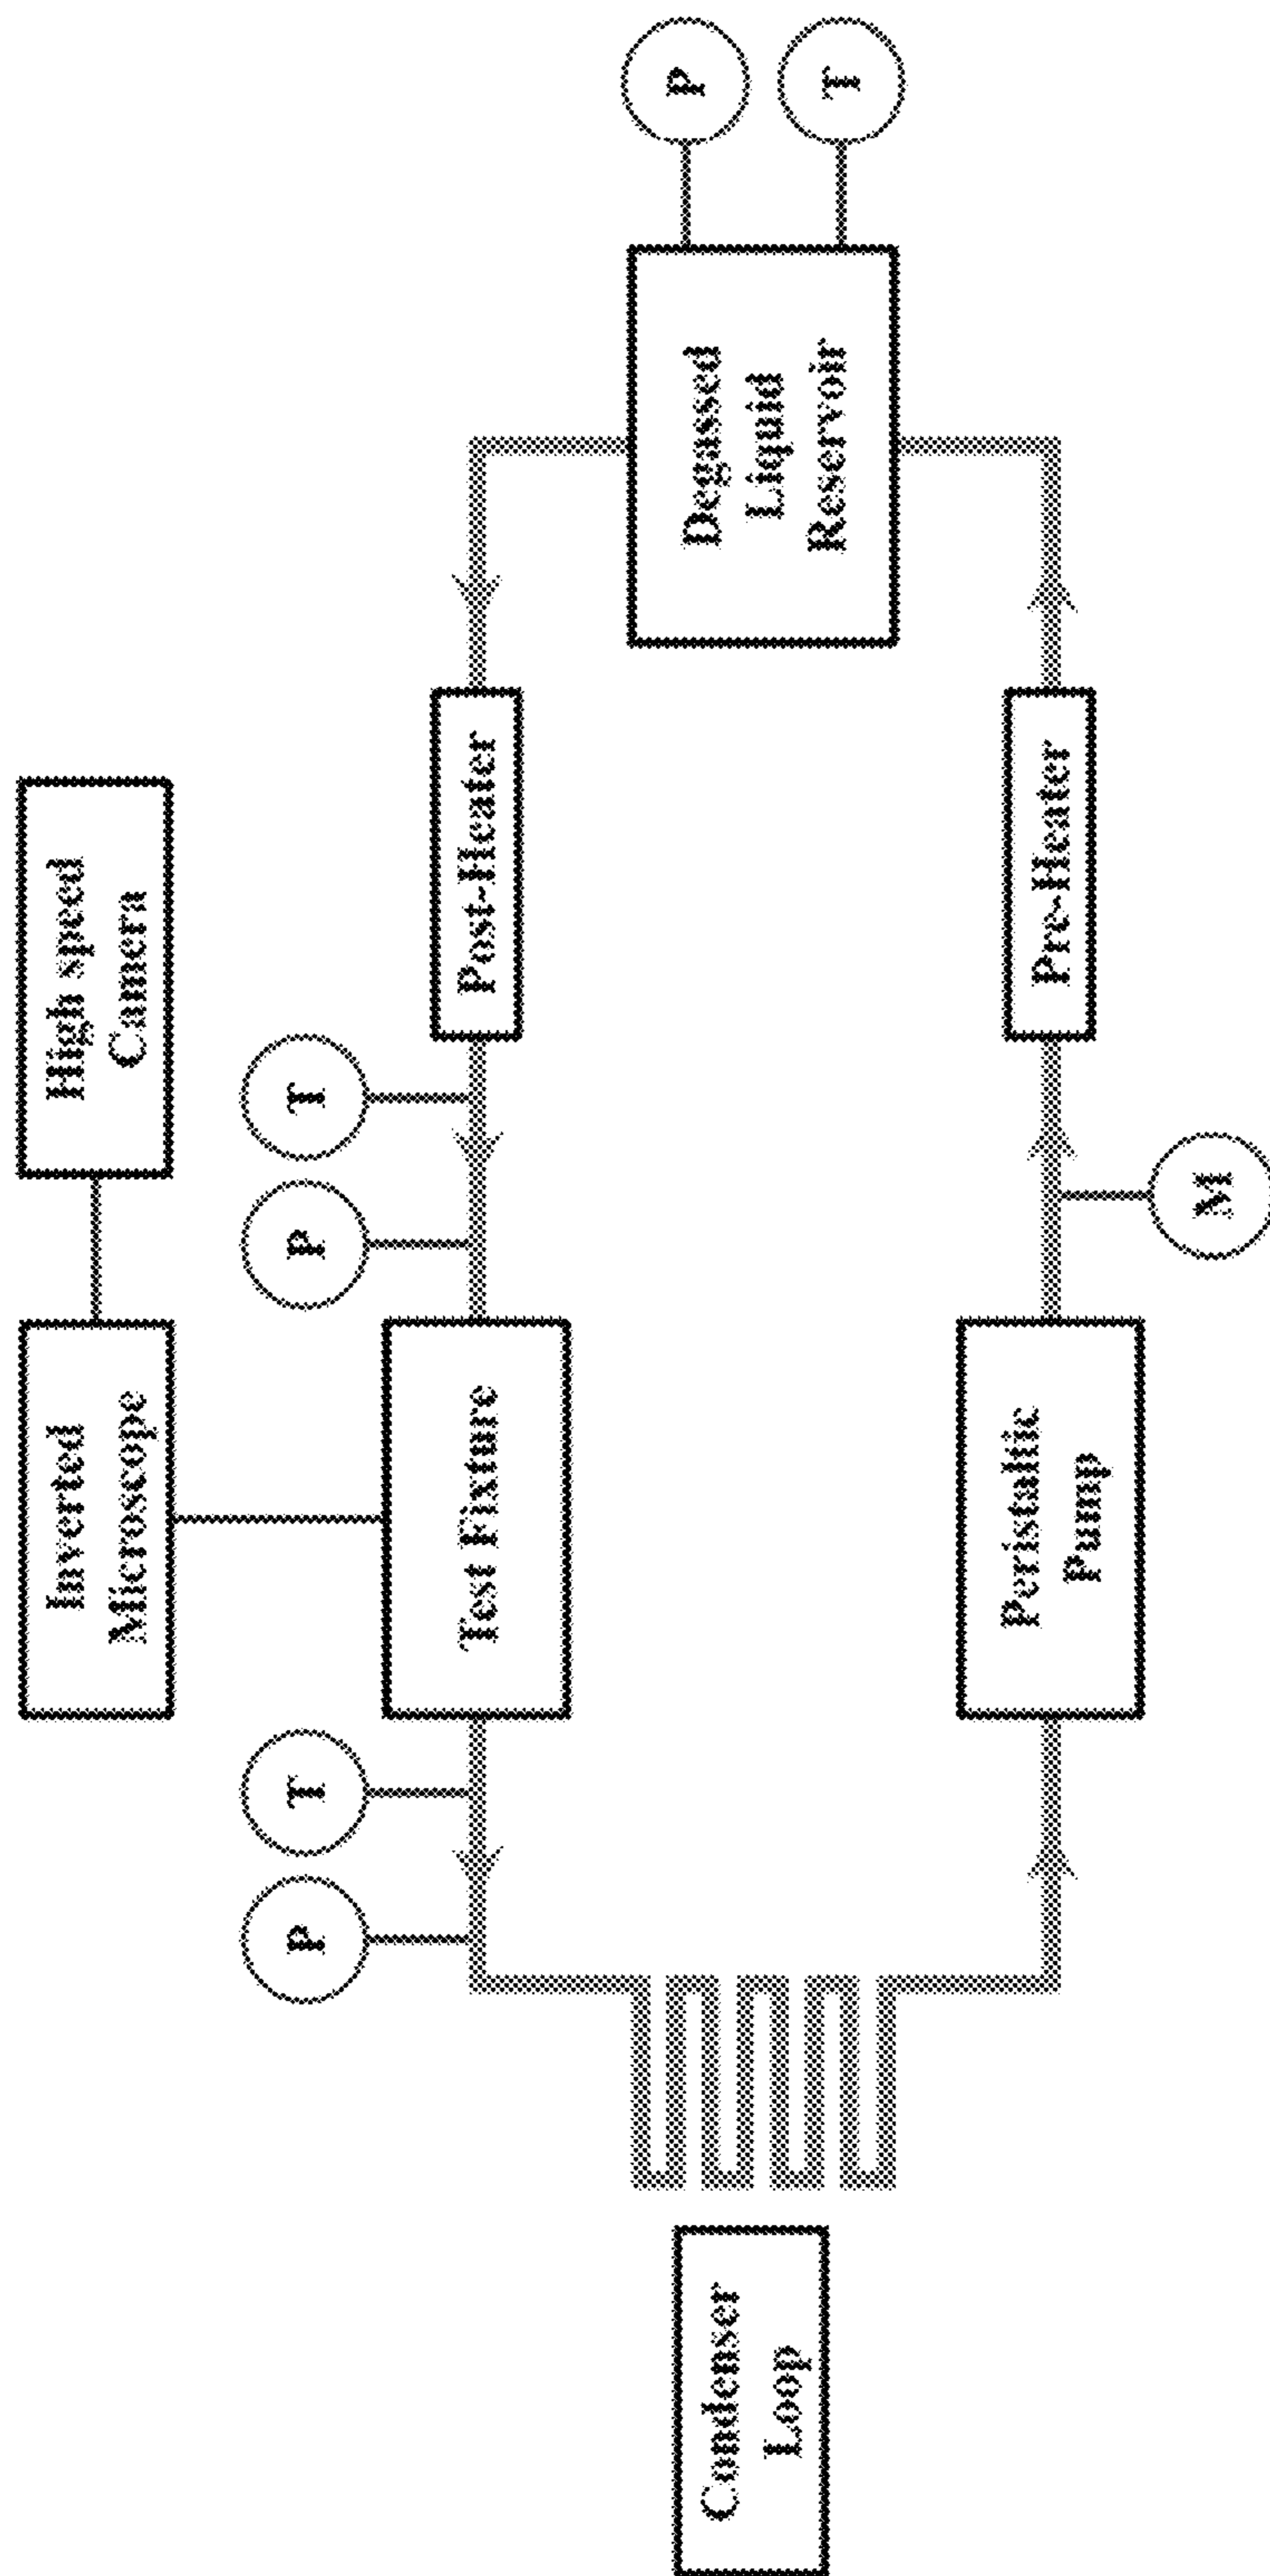 High speed
Camera
Inverted
Microscope
T
P
T
P
Post-Heater
Test Fixture
P
T
Degassed
Liquid
Reservoir
Condenser
Loop
Pre-Heater
Peristaltic
Pump
M